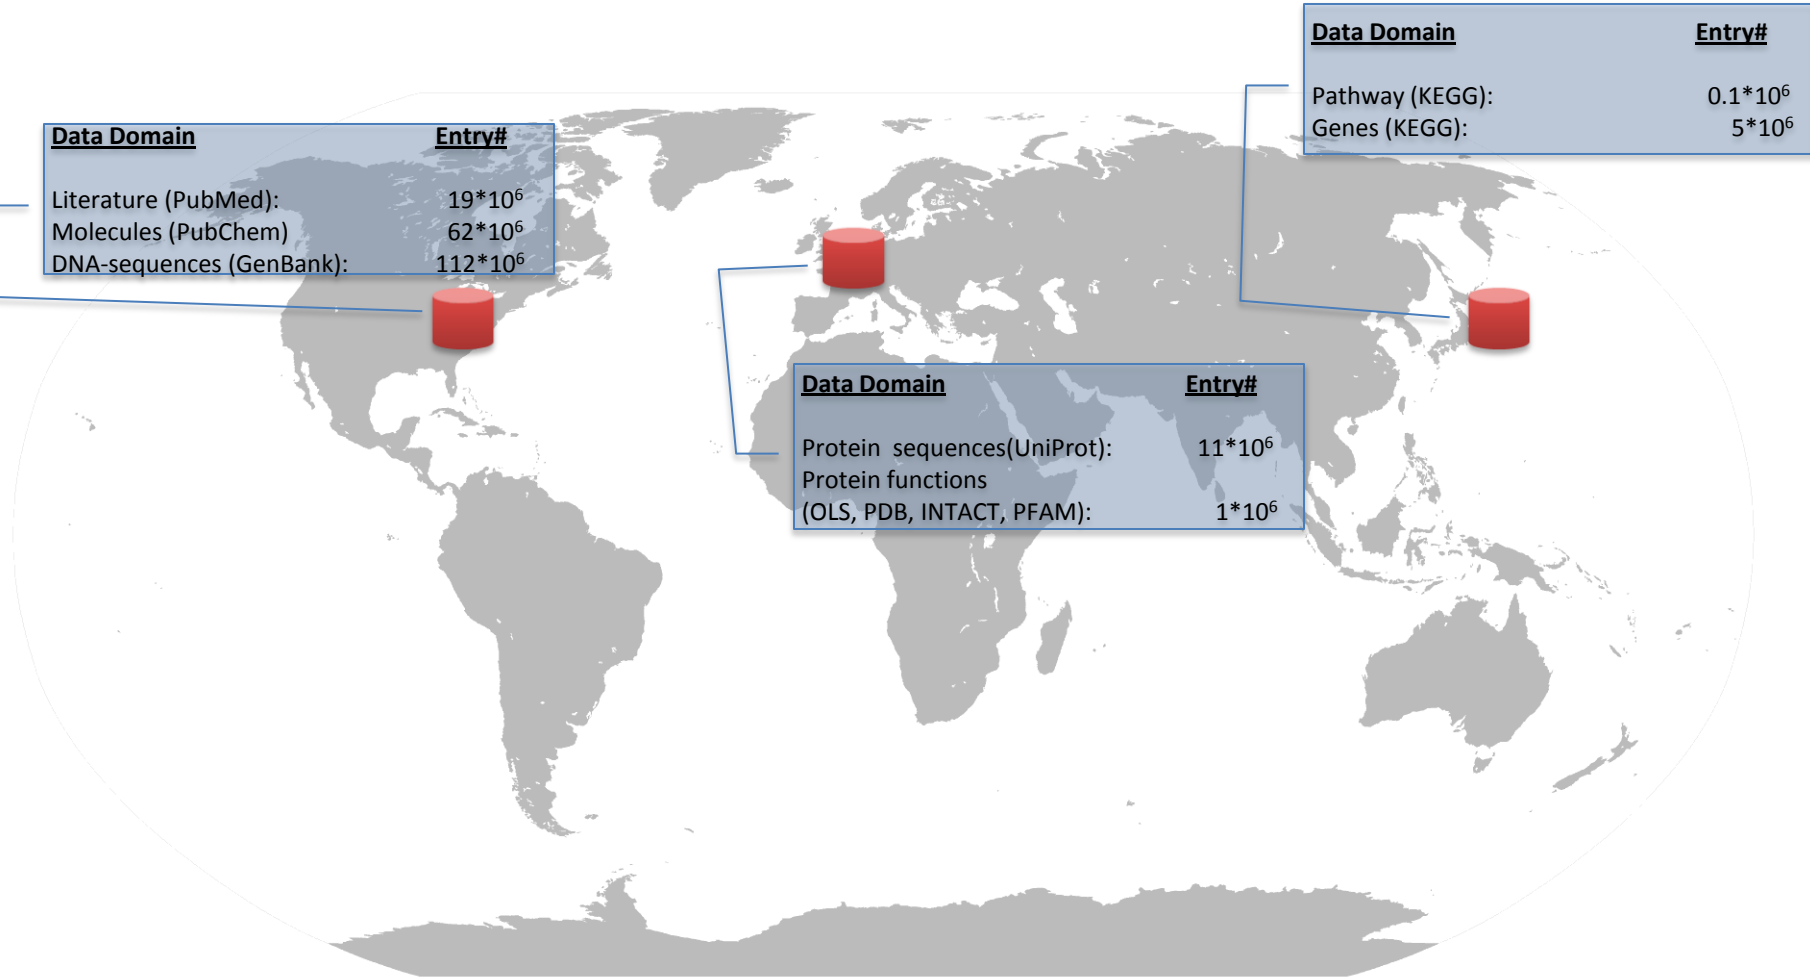 Data Domain Entry#
Pathway (KEGG): 0.1*10⁶
Genes (KEGG): 5*10⁶
Data Domain Entry#
Literature (PubMed): 19*10⁶
Molecules (PubChem) 62*10⁶
DNA-sequences (GenBank): 112*10⁶
Data Domain Entry#
Protein sequences(UniProt): 11*10⁶
Protein functions
(OLS, PDB, INTACT, PFAM): 1*10⁶